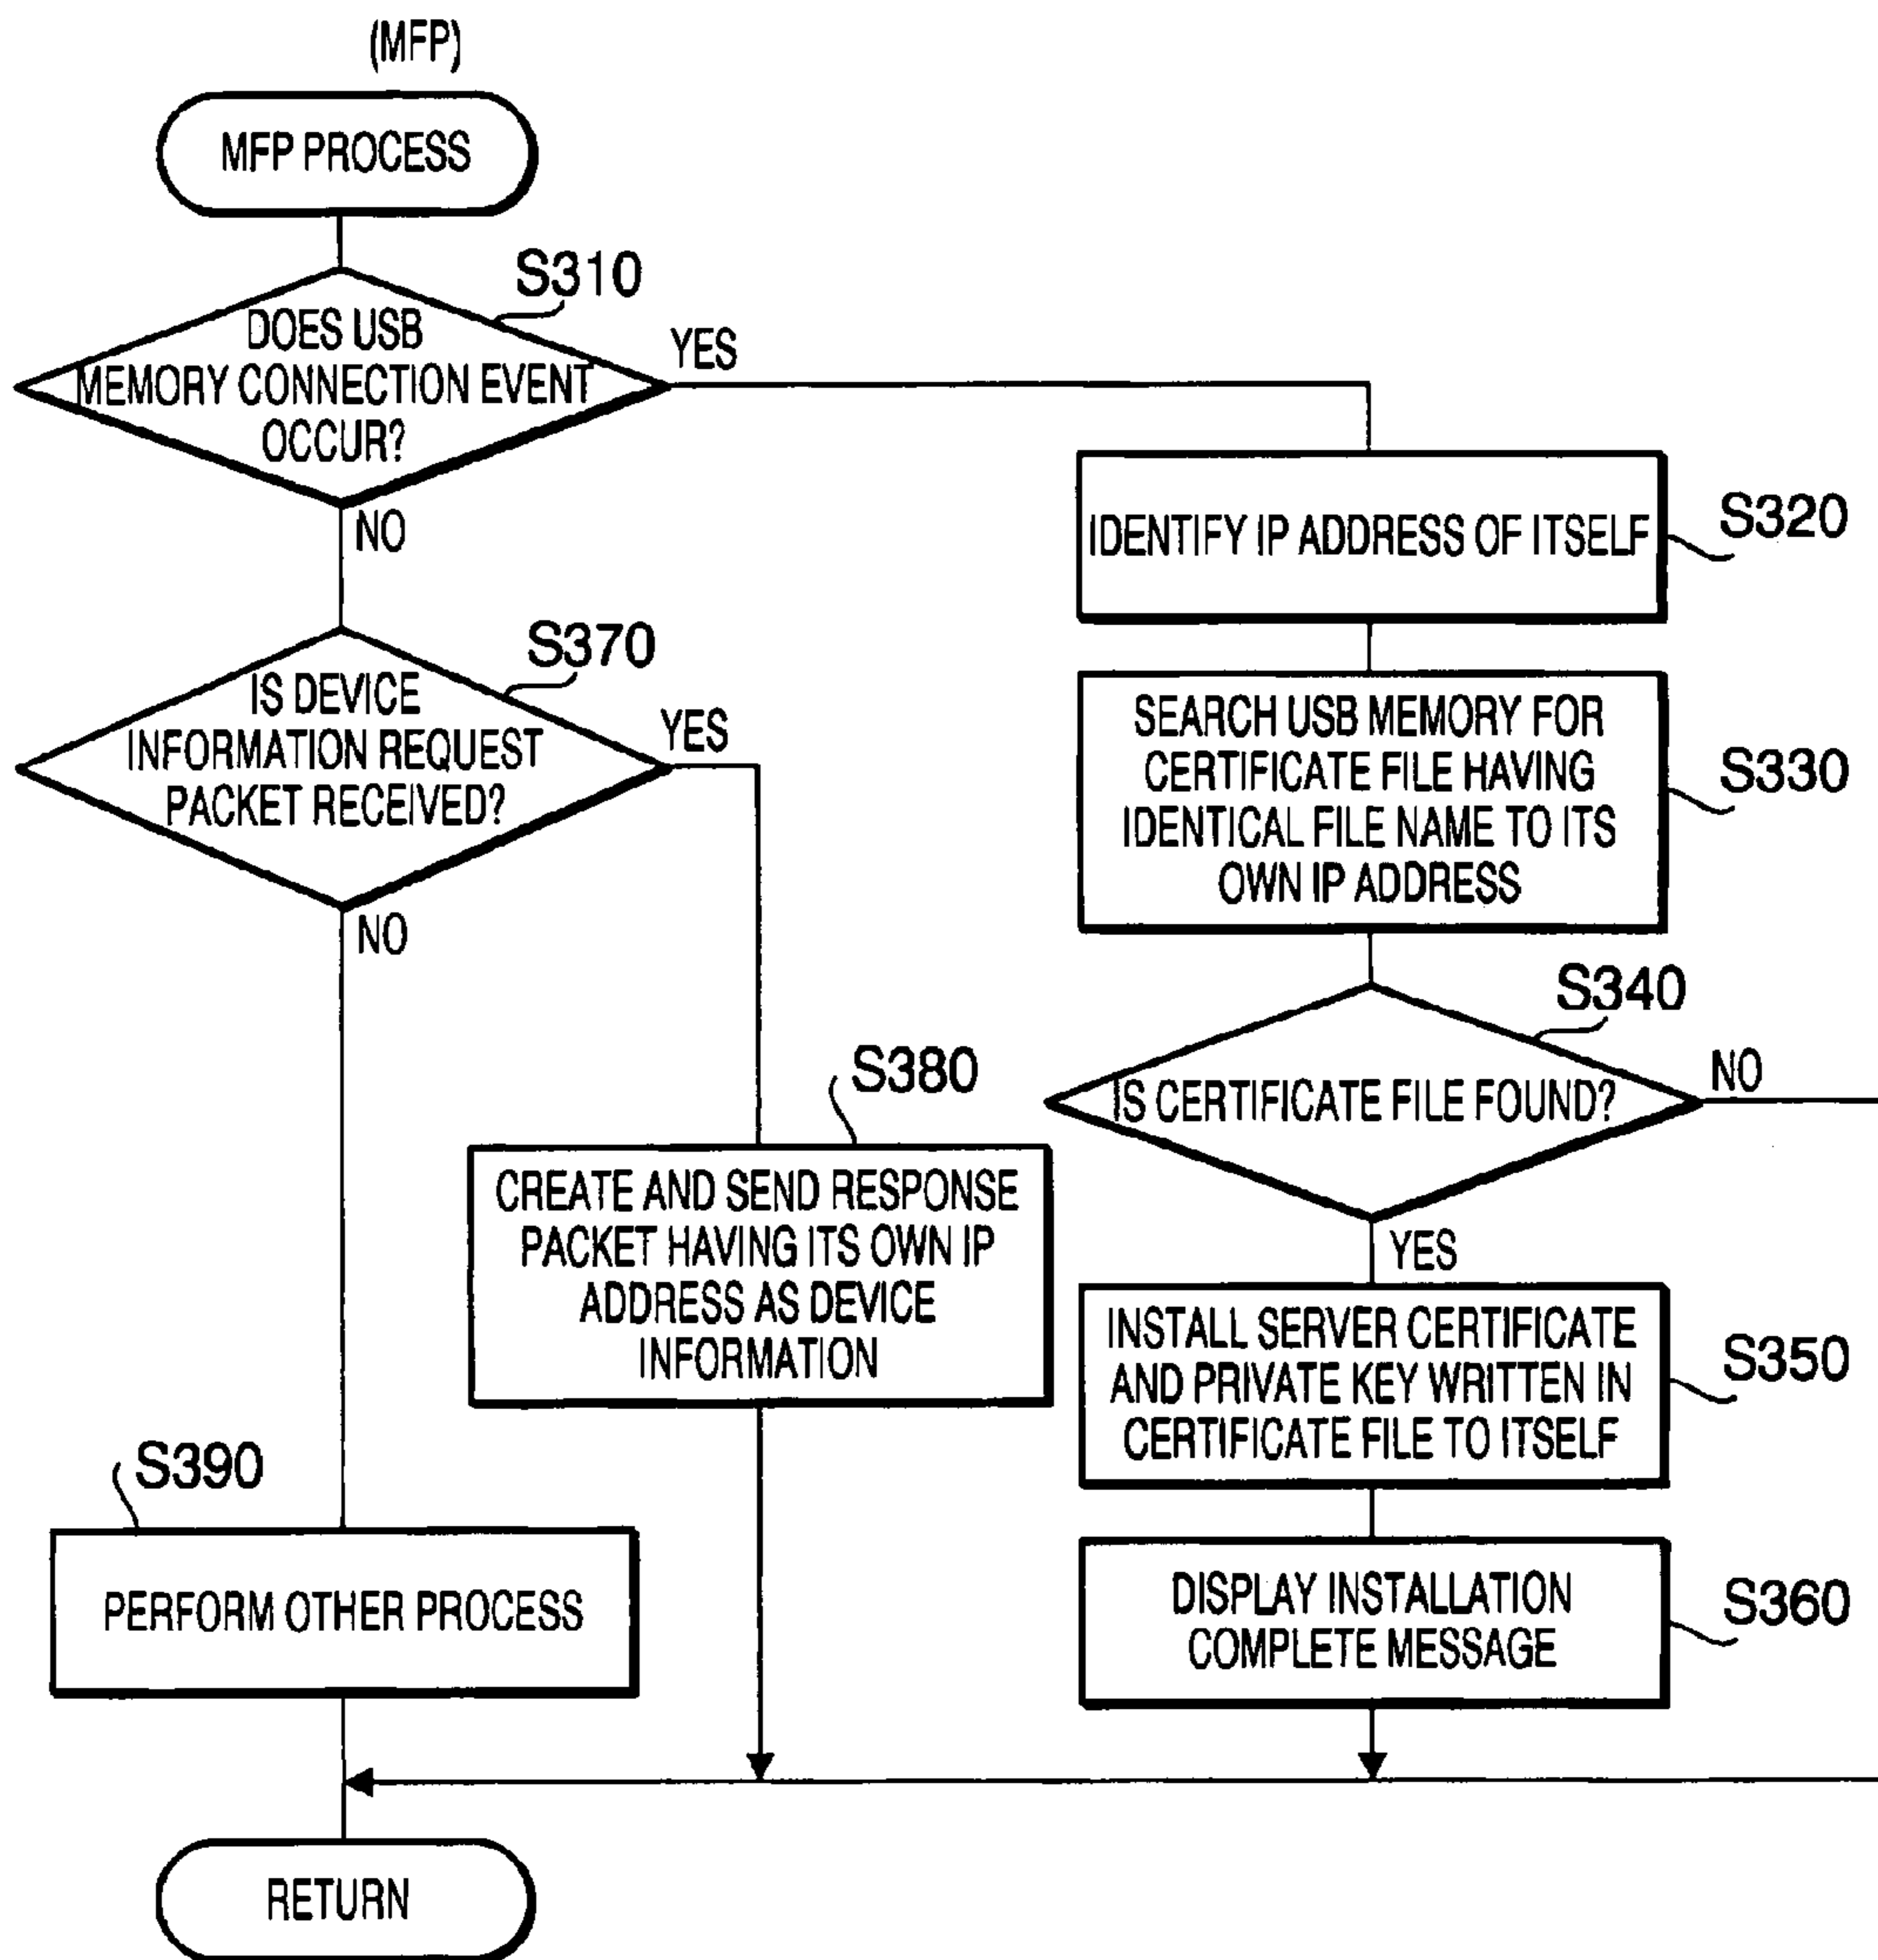 (MFP)
MFP PROCESS
S310
DOES USB
MEMORY CONNECTION EVENT
OCCUR?
YES
NO
IDENTIFY IP ADDRESS OF ITSELF
S320
S370
IS DEVICE
INFORMATION REQUEST
PACKET RECEIVED?
YES
NO
SEARCH USB MEMORY FOR
CERTIFICATE FILE HAVING
IDENTICAL FILE NAME TO ITS
OWN IP ADDRESS
S330
S340
IS CERTIFICATE FILE FOUND?
NO
YES
S380
CREATE AND SEND RESPONSE
PACKET HAVING ITS OWN IP
ADDRESS AS DEVICE
INFORMATION
INSTALL SERVER CERTIFICATE
AND PRIVATE KEY WRITTEN IN
CERTIFICATE FILE TO ITSELF
S350
S390
PERFORM OTHER PROCESS
DISPLAY INSTALLATION
COMPLETE MESSAGE
S360
RETURN